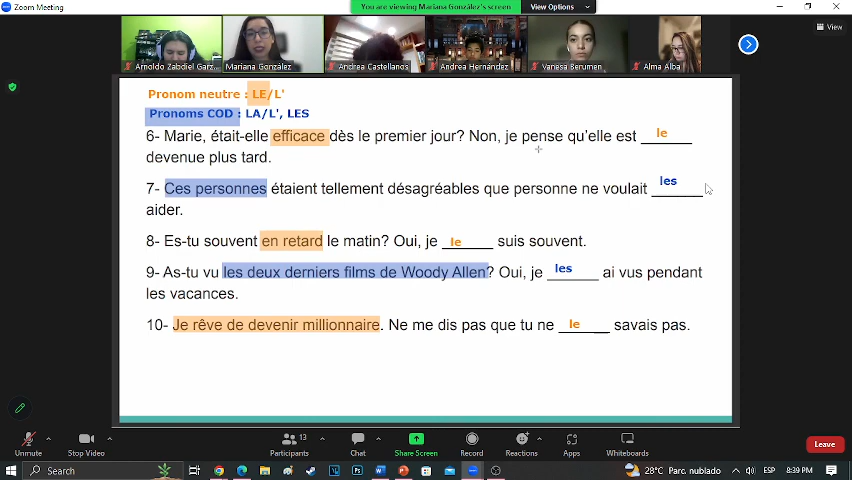 Zoom Meeting
You are viewing Mariana González's screen
View Options
View
Arnoldo Zabdiel Garz...
Mariana González
Andrea Castellanos
Andrea Hernández
Vanesa Berumen
Alma Alba
Pronom neutre : LE/L'
Pronoms COD : LA/L', LES
6- Marie, était-elle efficace dès le premier jour? Non, je pense qu'elle est le
devenue plus tard.
7- Ces personnes étaient tellement désagréables que personne ne voulait les
aider.
8- Es-tu souvent en retard le matin? Oui, je le suis souvent.
9- As-tu vu les deux derniers films de Woody Allen? Oui, je les ai vus pendant
les vacances.
10- Je rêve de devenir millionnaire. Ne me dis pas que tu ne le savais pas.
Unmute
Stop Video
13
Participants
Chat
Share Screen
Record
Reactions
Apps
Whiteboards
Leave
Search
28°C Parc. nublado
ESP
8:39 PM